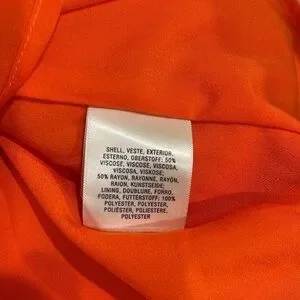 SHELL, VESTE, EXTERIOR,
ESTERNO, OBERSTOFF: 50%
VISCOSE, VISCOSE, VISCOSA,
VISCOSA, VISKOSE;
50% RAYON, RAYONNE, RAYON,
RAION, KUNSTSEIDE;
LINING, DOUBLURE, FORRO,
FODERA, FUTTERSTOFF: 100%
POLYESTER, POLYESTER,
POLIÉSTER, POLIESTERE,
POLYESTER